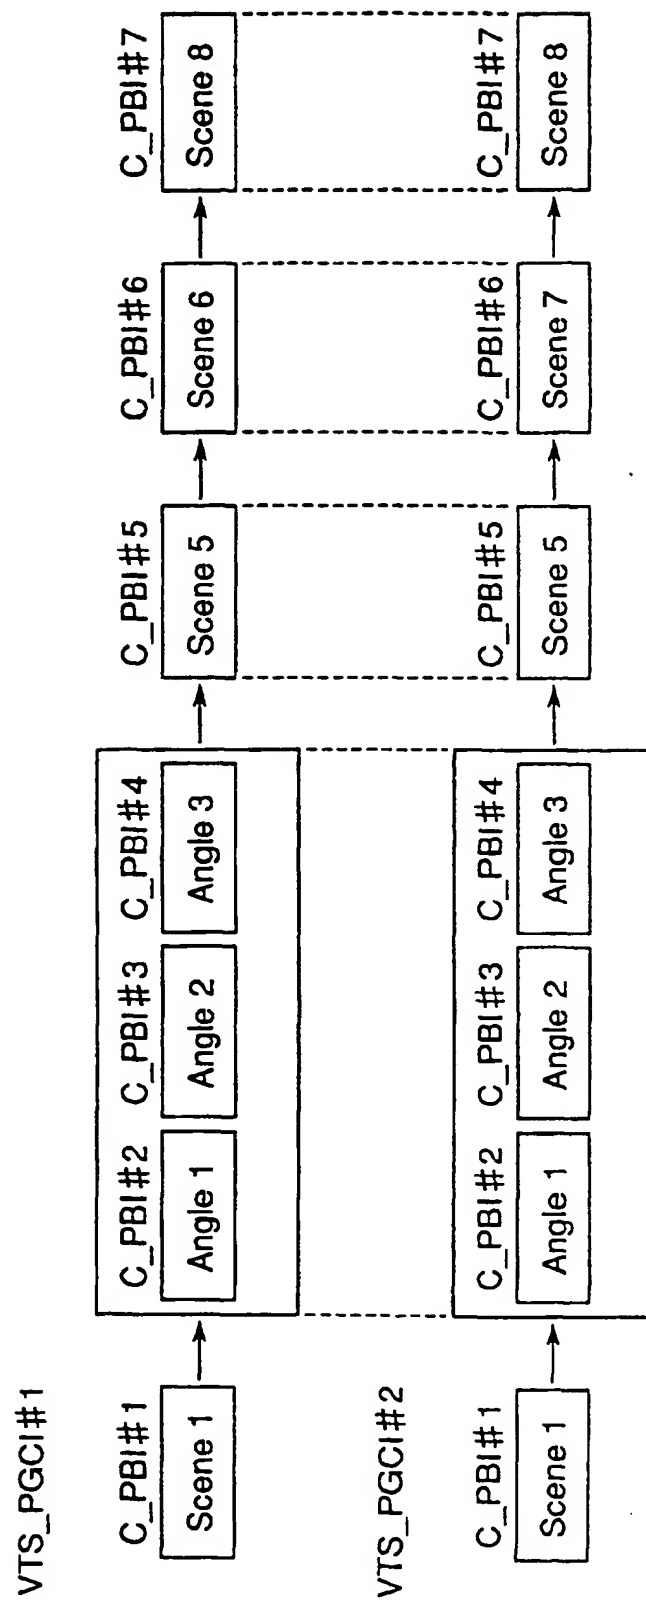 VTS_PGCI#1
C_PBI#1
C_PBI#2
C_PBI#3
C_PBI#4
C_PBI#5
C_PBI#6
C_PBI#7
Scene 1
Angle 1
Angle 2
Angle 3
Scene 5
Scene 6
Scene 8
VTS_PGCI#2
C_PBI#1
C_PBI#2
C_PBI#3
C_PBI#4
C_PBI#5
C_PBI#6
C_PBI#7
Scene 1
Angle 1
Angle 2
Angle 3
Scene 5
Scene 7
Scene 8